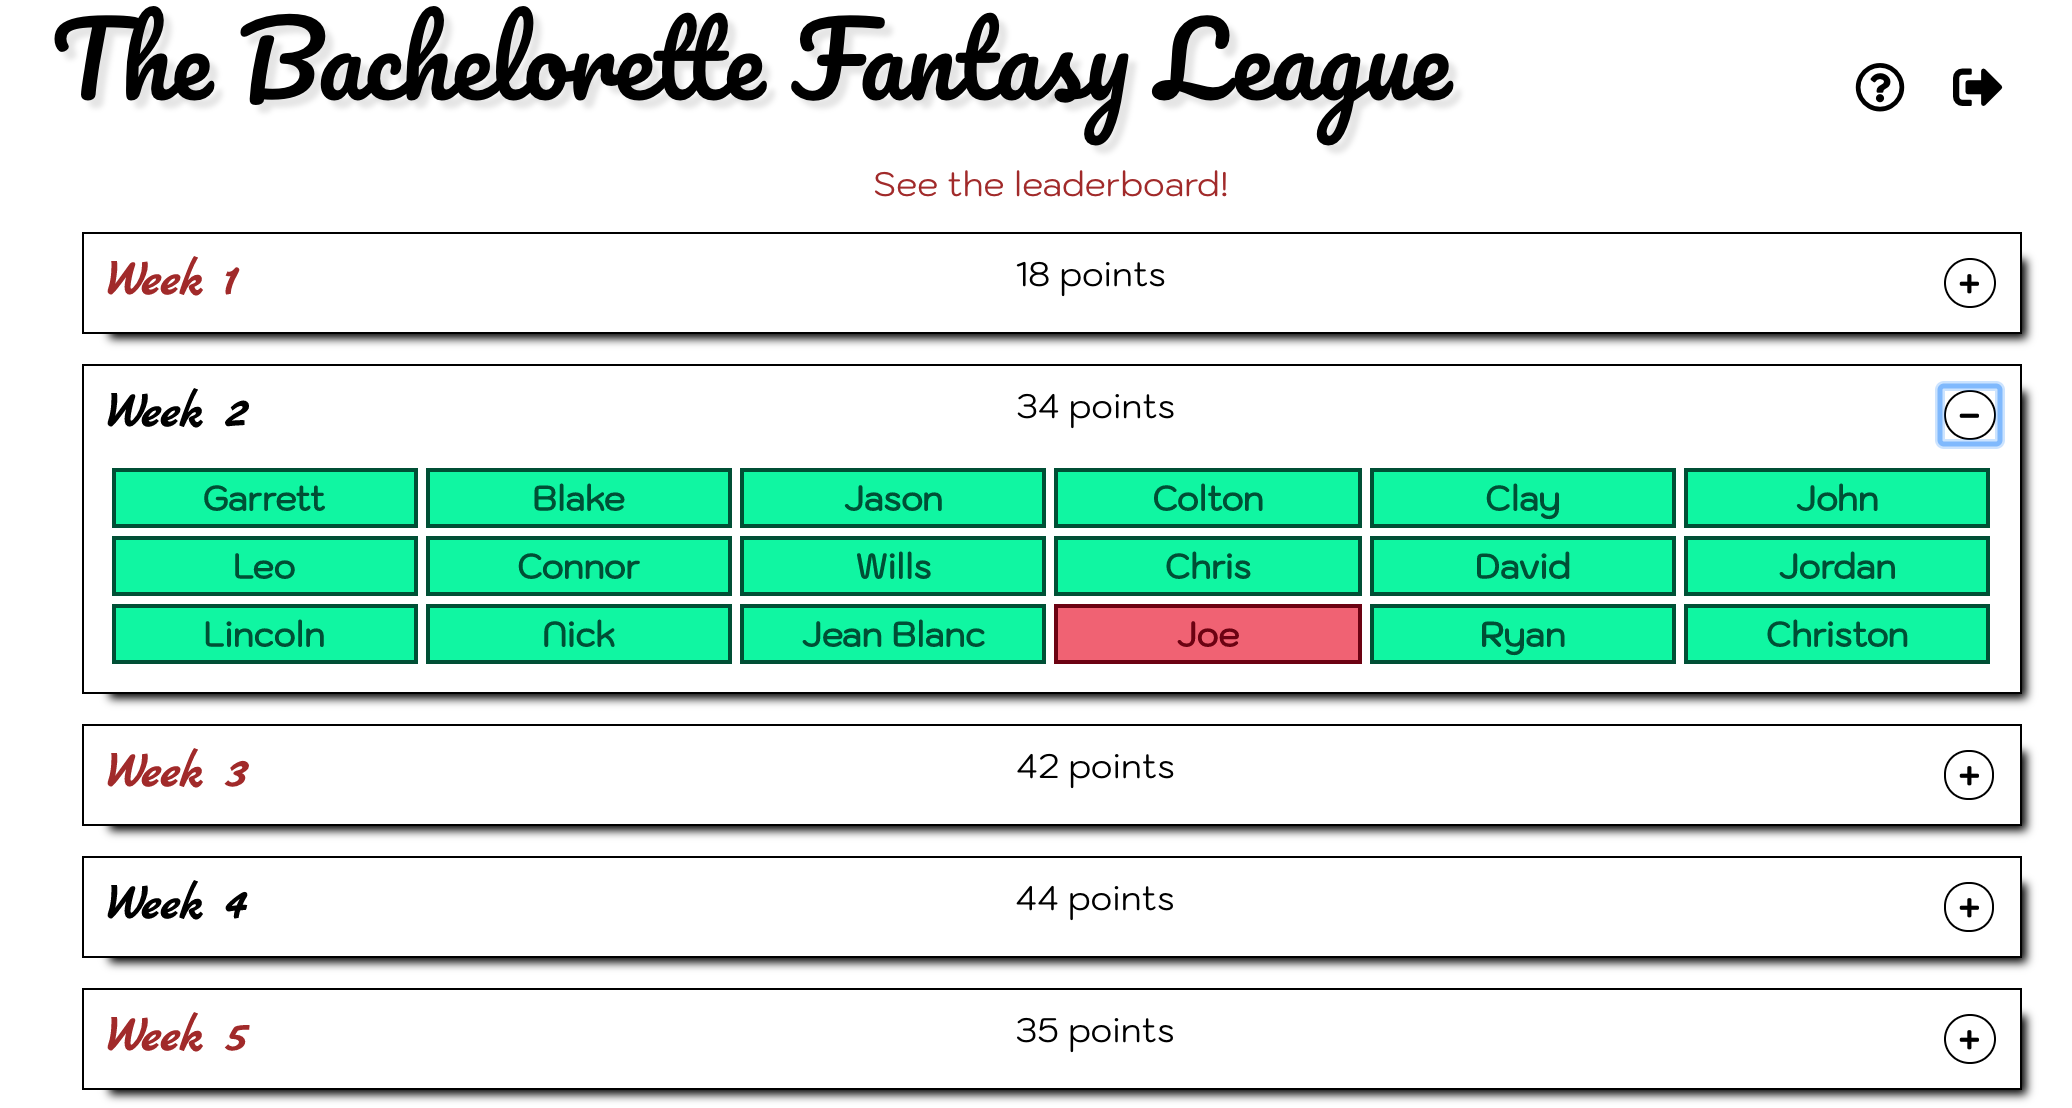 The Bachelorette Fantasy League
See the leaderboard!
Week 1 18 points
Week 2 34 points
Garrett Blake Jason Colton Clay John
Leo Connor Wills Chris David Jordan
Lincoln Nick Jean Blanc Joe Ryan Christon
Week 3 42 points
Week 4 44 points
Week 5 35 points